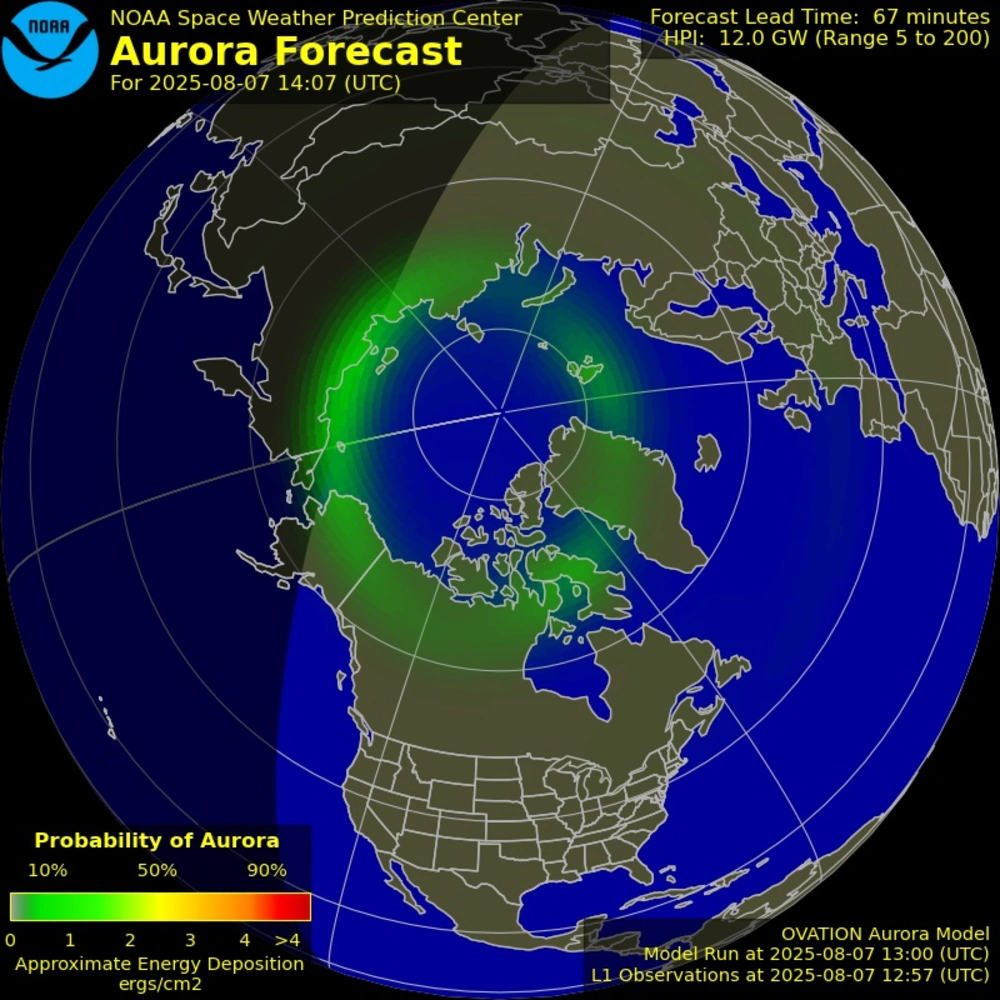 NOAA
NOAA Space Weather Prediction Center
Aurora Forecast
For 2025-08-07 14:07 (UTC)
Forecast Lead Time: 67 minutes
HPI: 12.0 GW (Range 5 to 200)
Probability of Aurora
10% 50% 90%
0 1 2 3 4 >4
Approximate Energy Deposition
ergs/cm2
OVATION Aurora Model
Model Run at 2025-08-07 13:00 (UTC)
L1 Observations at 2025-08-07 12:57 (UTC)